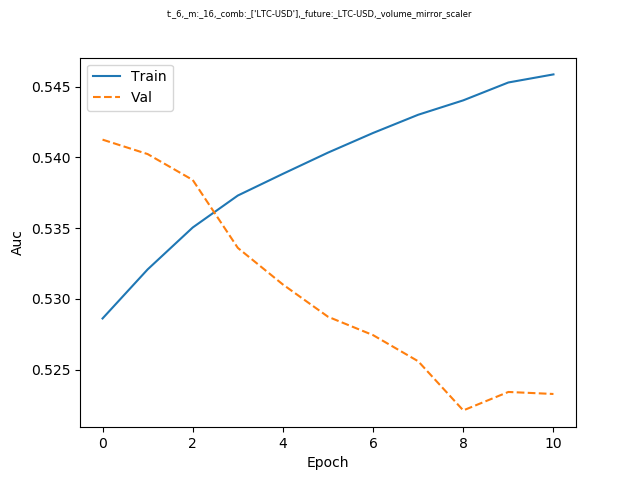 t:_6,_m:_16,_comb:_['LTC-USD'],_future:_LTC-USD,_volume_mirror_scaler
Train
Val
0.545
0.540
0.535
0.530
0.525
Auc
0 2 4 6 8 10
Epoch